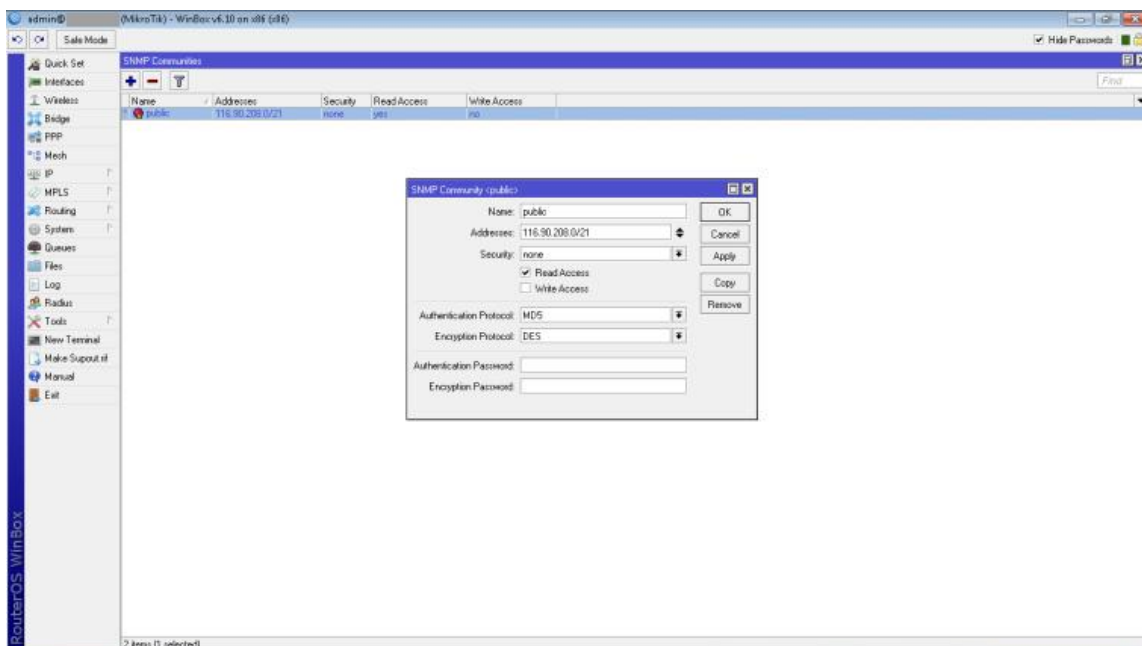 admin@ (MikroTik) - WinBox v6.10 on x86 (x86)
Safe Mode
Hide Passwords
Quick Set
Interfaces
Wireless
Bridge
PPP
Mesh
IP
MPLS
Routing
System
Queues
Files
Log
Radius
Tools
New Terminal
Make Supout.rif
Manual
Exit
RouterOS WinBox
SNMP Communities
Find
Name Addresses Security Read Access Write Access
* public 116.90.208.0/21 none yes no
SNMP Community <public>
Name: public
Addresses: 116.90.208.0/21
Security: none
Read Access
Write Access
Authentication Protocol: MD5
Encryption Protocol: DES
Authentication Password:
Encryption Password:
OK
Cancel
Apply
Copy
Remove
2 items (1 selected)